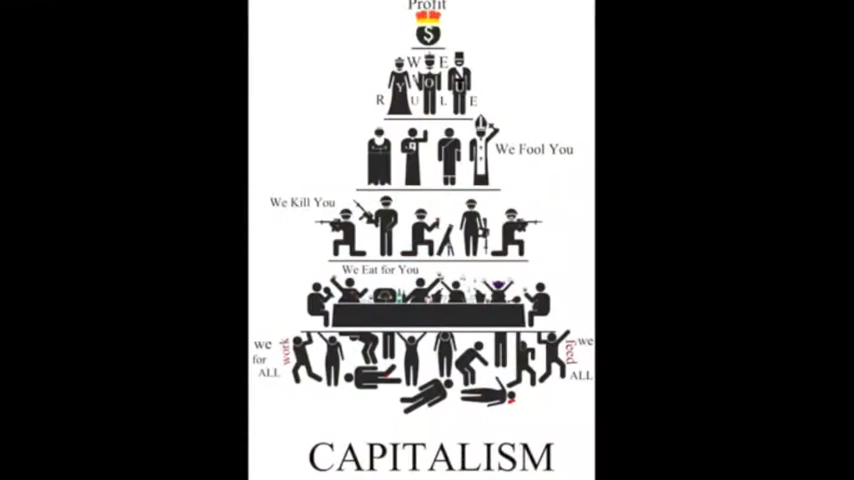 Profit
$
WE
YOU
RULE
We Fool You
We Kill You
We Eat for You
we work for ALL
we feed ALL
CAPITALISM